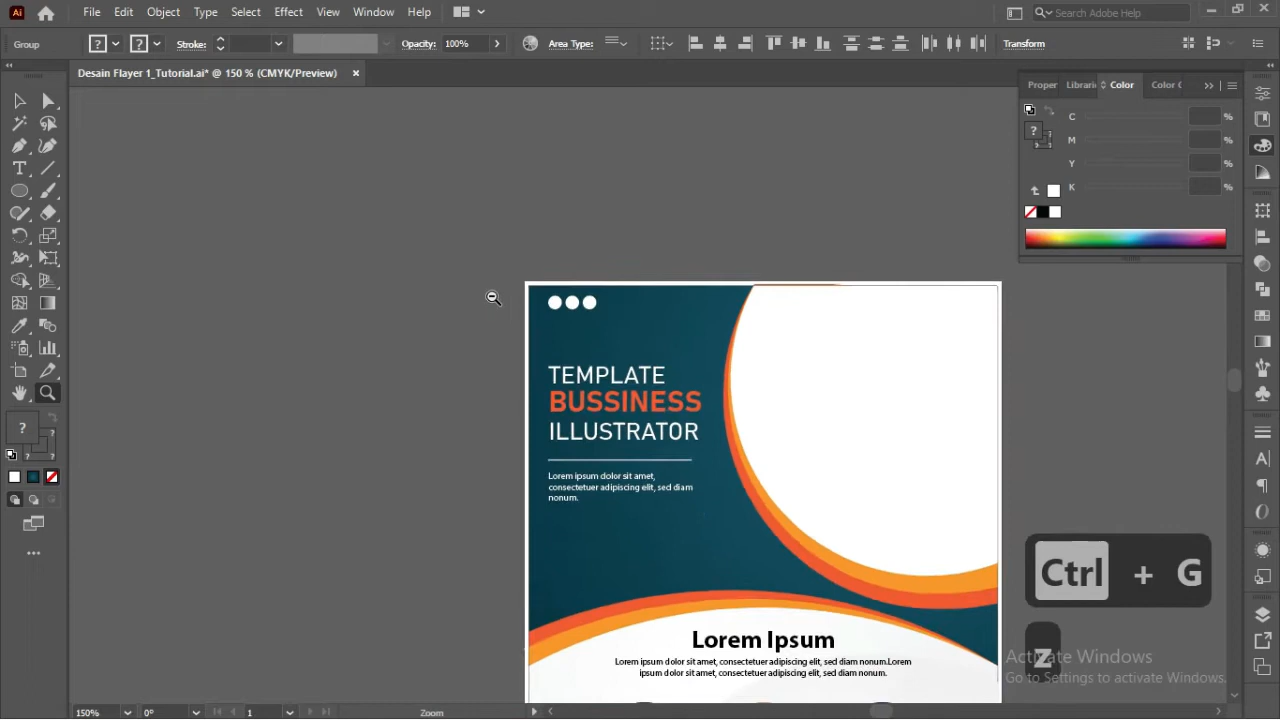 Ai File Edit Object Type Select Effect View Window Help Search Adobe Help
Group ? ? Stroke: Opacity: 100% Area Type: Transform
Desain Flayer 1_Tutorial.ai* @ 150 % (CMYK/Preview)
Proper Librari Color Color G
C %
M %
Y %
K %
TEMPLATE
BUSSINESS
ILLUSTRATOR
Lorem ipsum dolor sit amet,
consectetuer adipiscing elit, sed diam
nonum.
Lorem Ipsum
Lorem ipsum dolor sit amet, consectetuer adipiscing elit, sed diam nonum.Lorem
ipsum dolor sit amet, consectetuer adipiscing elit, sed diam nonum.
Ctrl + G
z
Activate Windows
Go to Settings to activate Windows.
150% 0° 1 Zoom